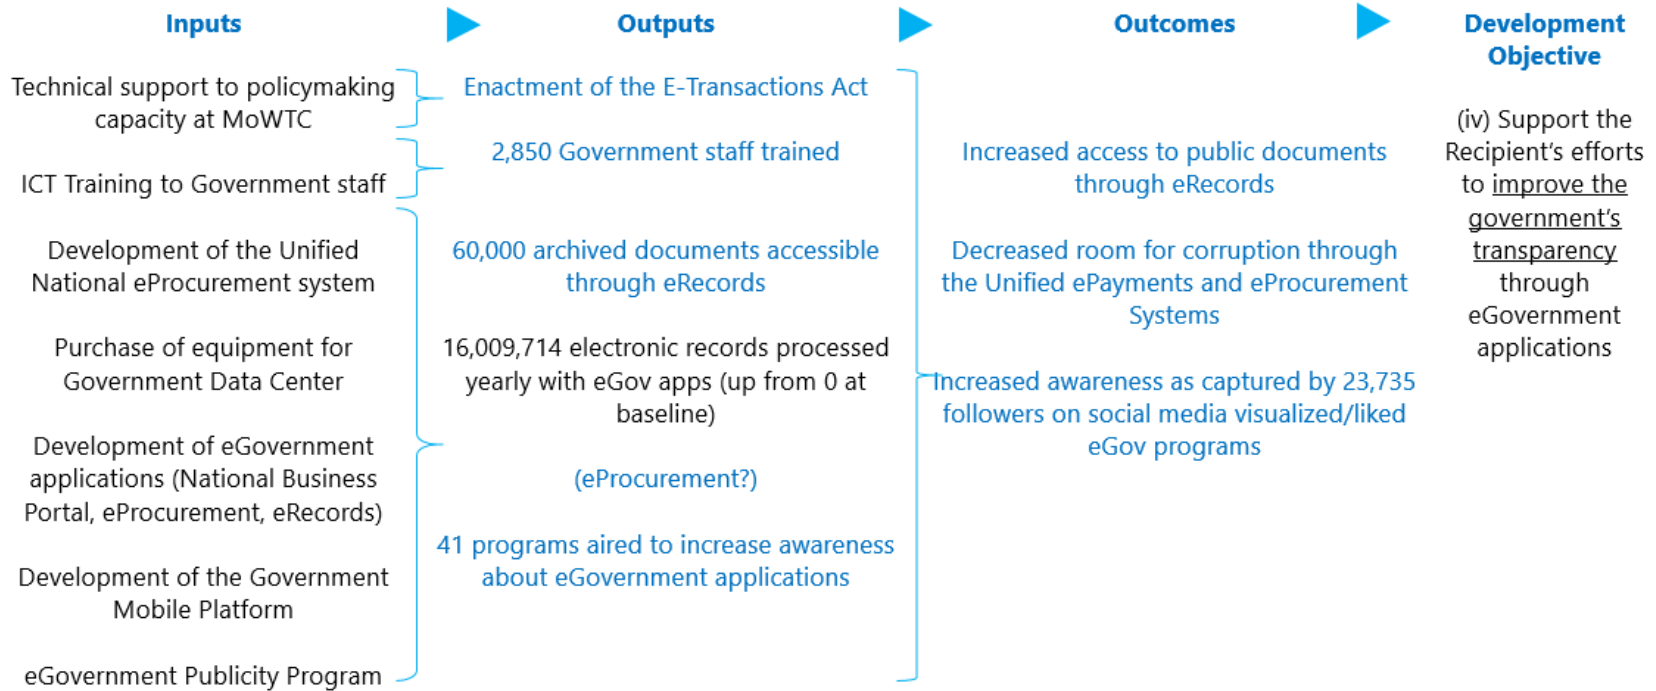 Inputs
Outputs
Outcomes
Development
Objective
Technical support to policymaking
capacity at MoWTC
ICT Training to Government staff
Development of the Unified
National eProcurement system
Purchase of equipment for
Government Data Center
Development of eGovernment
applications (National Business
Portal, eProcurement, eRecords)
Development of the Government
Mobile Platform
eGovernment Publicity Program
Enactment of the E-Transactions Act
2,850 Government staff trained
60,000 archived documents accessible
through eRecords
16,009,714 electronic records processed
yearly with eGov apps (up from 0 at
baseline)
(eProcurement?)
41 programs aired to increase awareness
about eGovernment applications
Increased access to public documents
through eRecords
Decreased room for corruption through
the Unified ePayments and eProcurement
Systems
Increased awareness as captured by 23,735
followers on social media visualized/liked
eGov programs
(iv) Support the
Recipient's efforts
to improve the
government's
transparency
through
eGovernment
applications